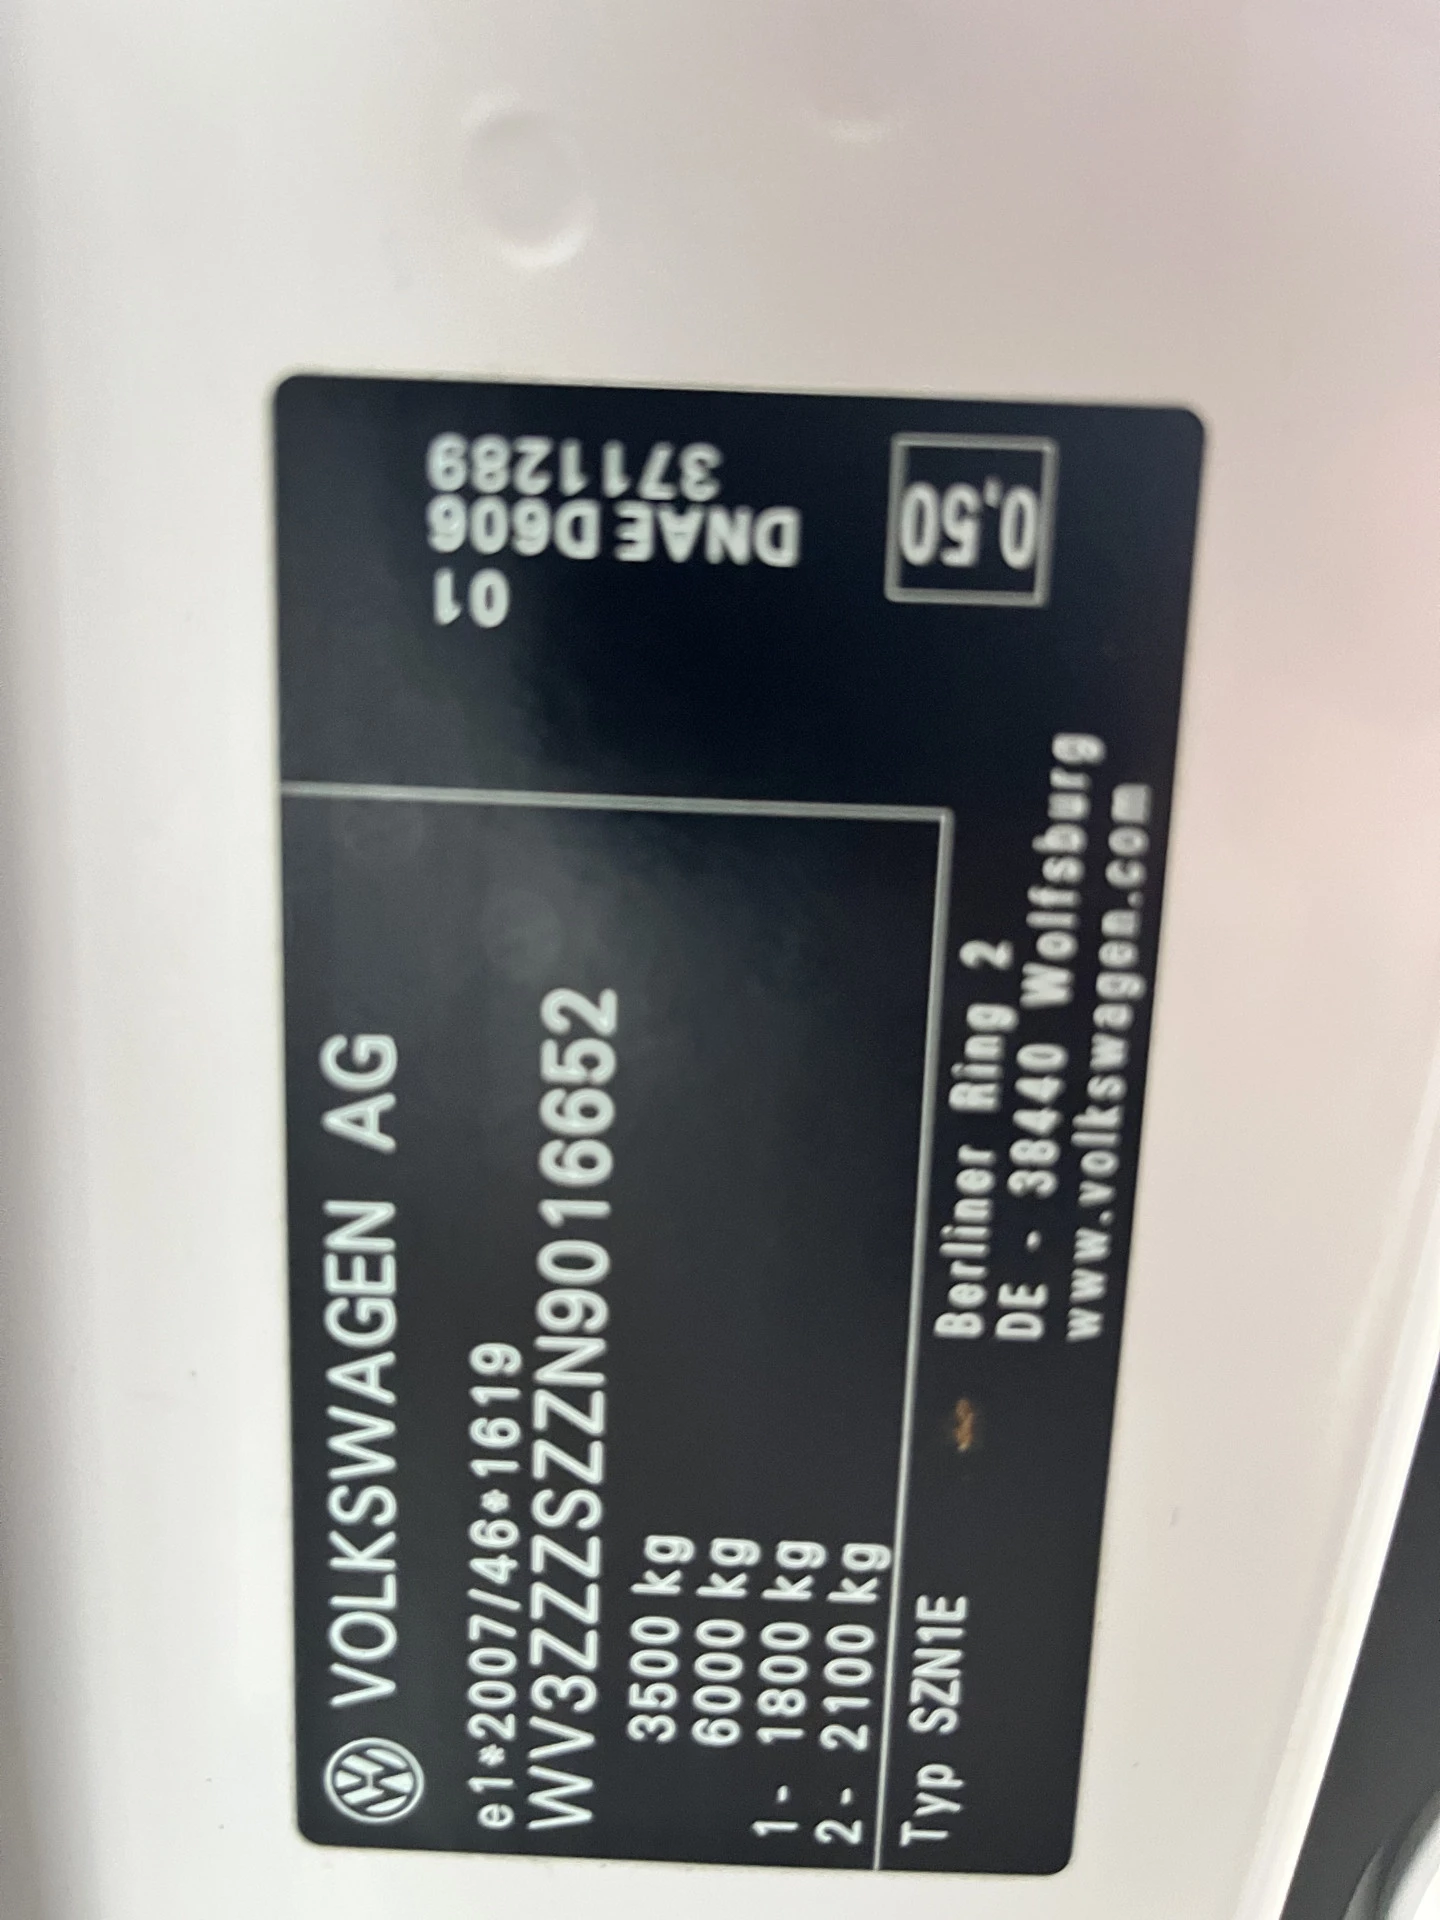 VOLKSWAGEN AG
e1*2007/46*1619
WV3ZZZSZZN9016652
3500 kg
6000 kg
1- 1800 kg
2- 2100 kg
Typ SZN1E
Berliner Ring 2
DE - 38440 Wolfsburg
www.volkswagen.com
01
DNAE D606
3711289
0,50